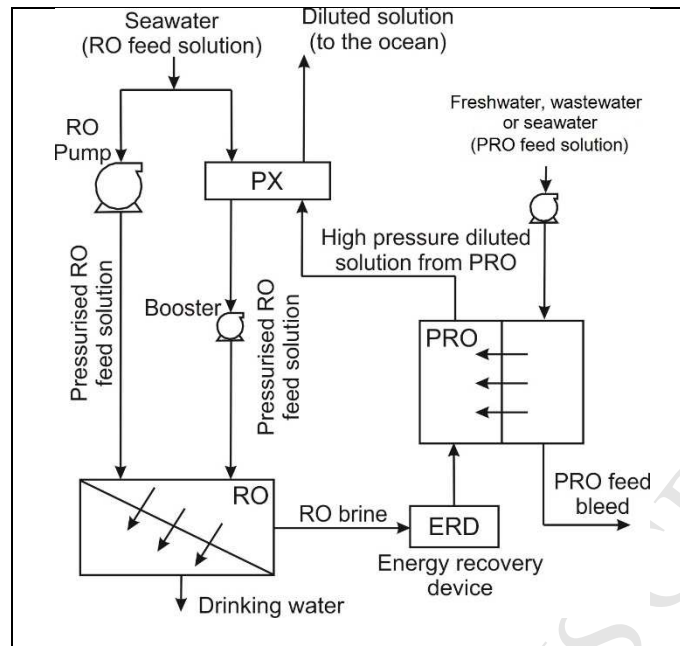 Seawater
(RO feed solution)
Diluted solution
(to the ocean)
Freshwater, wastewater
or seawater
(PRO feed solution)
RO
Pump
PX
High pressure diluted
solution from PRO
Pressurised RO
feed solution
Booster
Pressurised RO
feed solution
PRO
PRO feed
bleed
RO
RO brine
ERD
Energy recovery
device
Drinking water